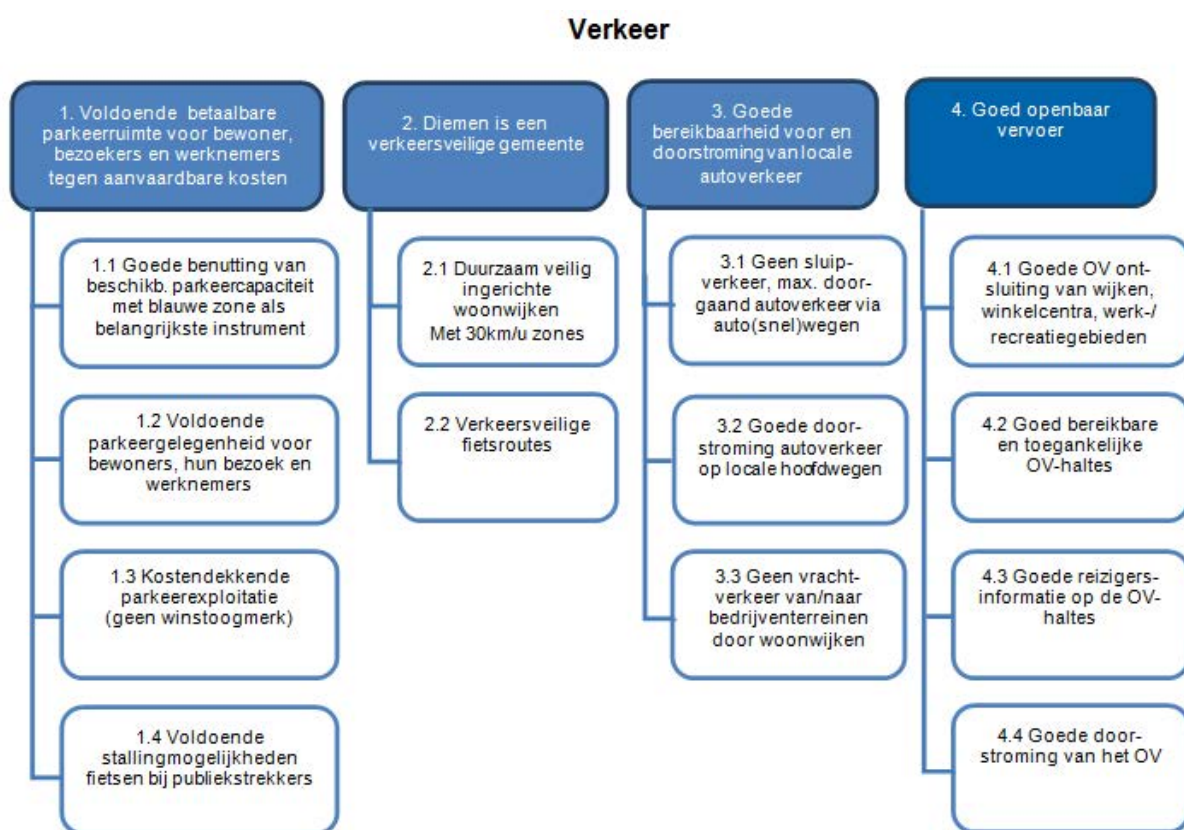 Verkeer
1. Voldoende betaalbare
parkeerruimte voor bewoner,
bezoekers en werknemers
tegen aanvaardbare kosten
1.1 Goede benutting van
beschikb. parkeercapaciteit
met blauwe zone als
belangrijkste instrument
1.2 Voldoende
parkeergelegenheid voor
bewoners, hun bezoek en
werknemers
1.3 Kostendekkende
parkeerexploitatie
(geen winstoogmerk)
1.4 Voldoende
stallingmogelijkheden
fietsen bij publiekstrekkers
2. Diemen is een
verkeersveilige gemeente
2.1 Duurzaam veilig
ingerichte
woonwijken
Met 30km/u zones
2.2 Verkeersveilige
fietsroutes
3. Goede
bereikbaarheid voor en
doorstroming van locale
autoverkeer
3.1 Geen sluip-
verkeer, max. door-
gaand autoverkeer via
auto(snel)wegen
3.2 Goede door-
stroming autoverkeer
op locale hoofdwegen
3.3 Geen vracht-
verkeer van/naar
bedrijventerreinen
door woonwijken
4. Goed openbaar
vervoer
4.1 Goede OV ont-
sluiting van wijken,
winkelcentra, werk-/
recreatiegebieden
4.2 Goed bereikbare
en toegankelijke
OV-haltes
4.3 Goede reizigers-
informatie op de OV-
haltes
4.4 Goede door-
stroming van het OV